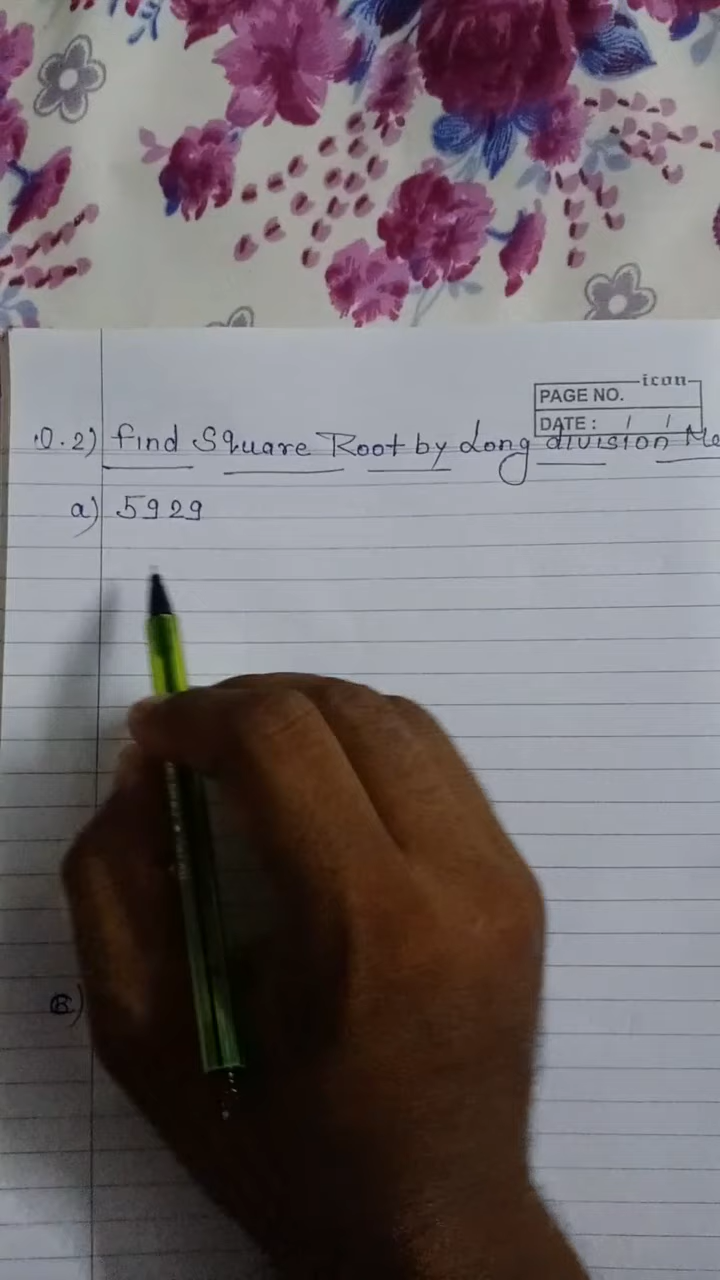 icon
PAGE NO.
DATE : / /
Q.2) find Square Root by Long division Me
a) 5929
B)